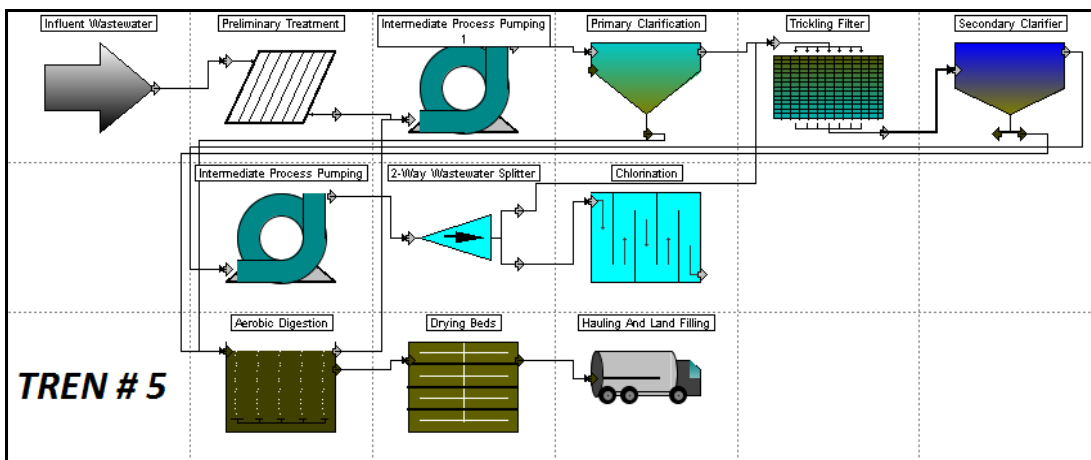 Influent Wastewater
Preliminary Treatment
Intermediate Process Pumping
1
Primary Clarification
Trickling Filter
Secondary Clarifier
Intermediate Process Pumping
2-Way Wastewater Splitter
Chlorination
Aerobic Digestion
Drying Beds
Hauling And Land Filling
TREN # 5